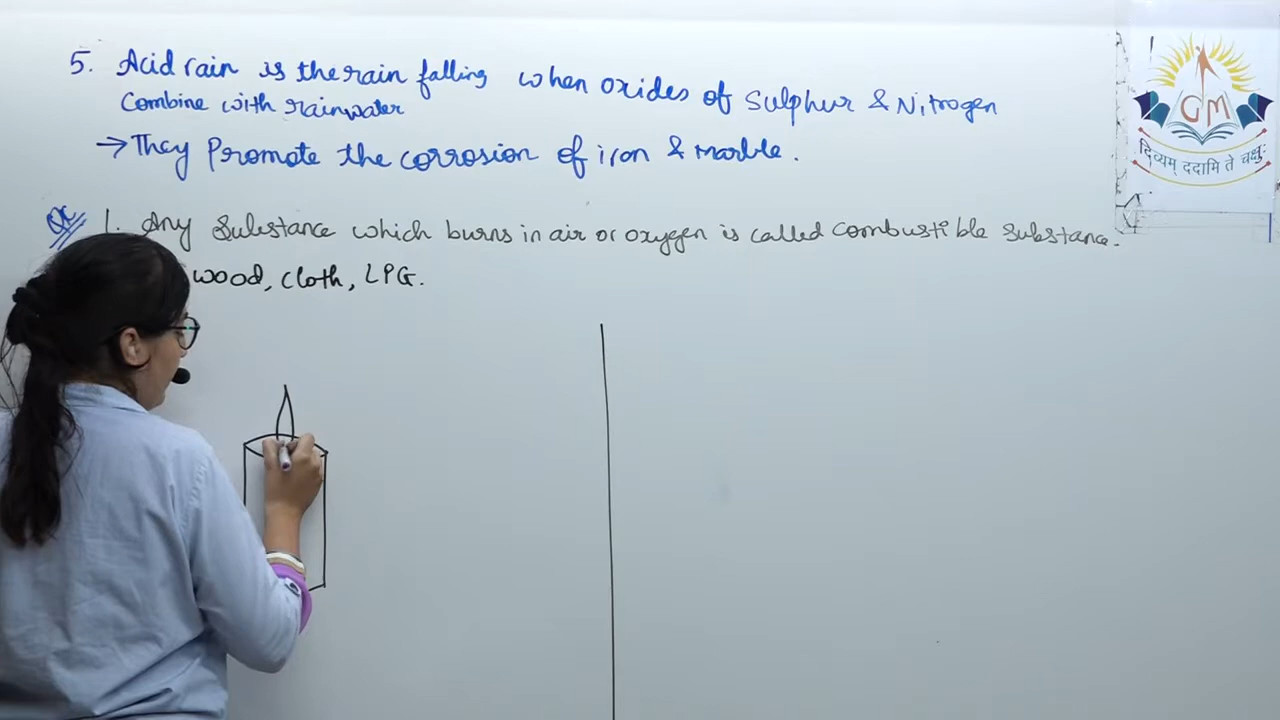 5. Acid rain is the rain falling when oxides of Sulphur & Nitrogen
Combine with rainwater
→ They Promote the corrosion of iron & Marble.
1. Any Substance which burns in air or oxygen is called combustible substance.
wood, cloth, LPG.
GM
दिव्यम् ददामि ते चक्षुः